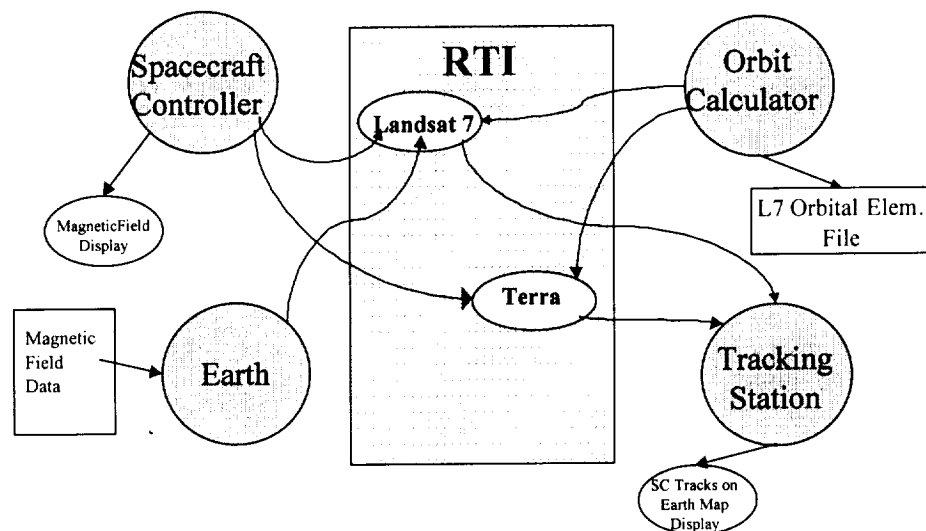 Spacecraft
Controller
RTI
Orbit
Calculator
Landsat 7
MagneticField
Display
L7 Orbital Elem.
File
Terra
Magnetic
Field
Data
Earth
Tracking
Station
SC Tracks on
Earth Map
Display